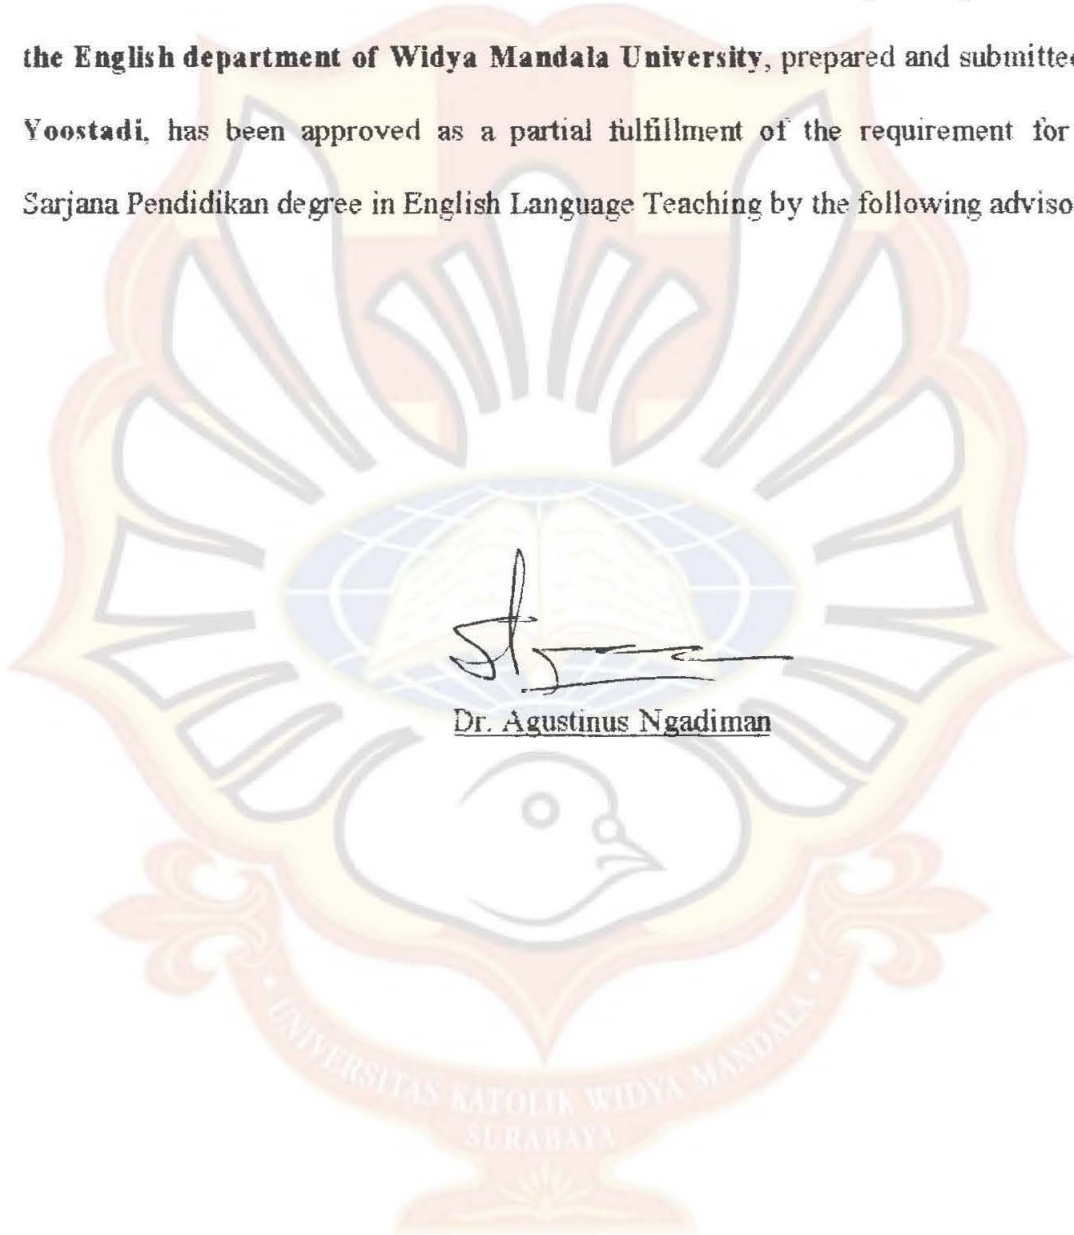 the English department of Widya Mandala University, prepared and submitted
Yoostadi, has been approved as a partial fulfillment of the requirement for
Sarjana Pendidikan degree in English Language Teaching by the following
Dr. Agustinus Ngadiman
UNIVERSITAS KATOLIK WIDYA MANDALA
SURABAYA